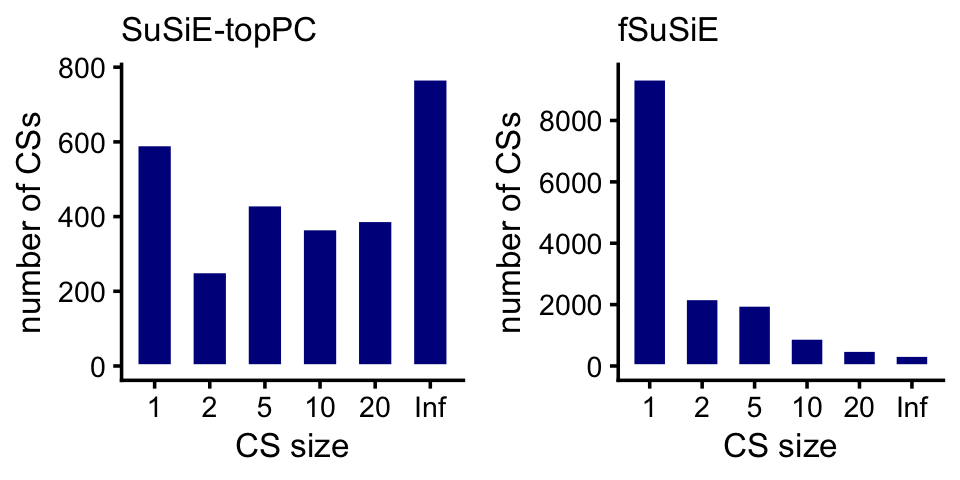 SuSiE-topPC
number of CSs
800
600
400
200
0
1 2 5 10 20 Inf
CS size
fSuSiE
number of CSs
8000
6000
4000
2000
0
1 2 5 10 20 Inf
CS size